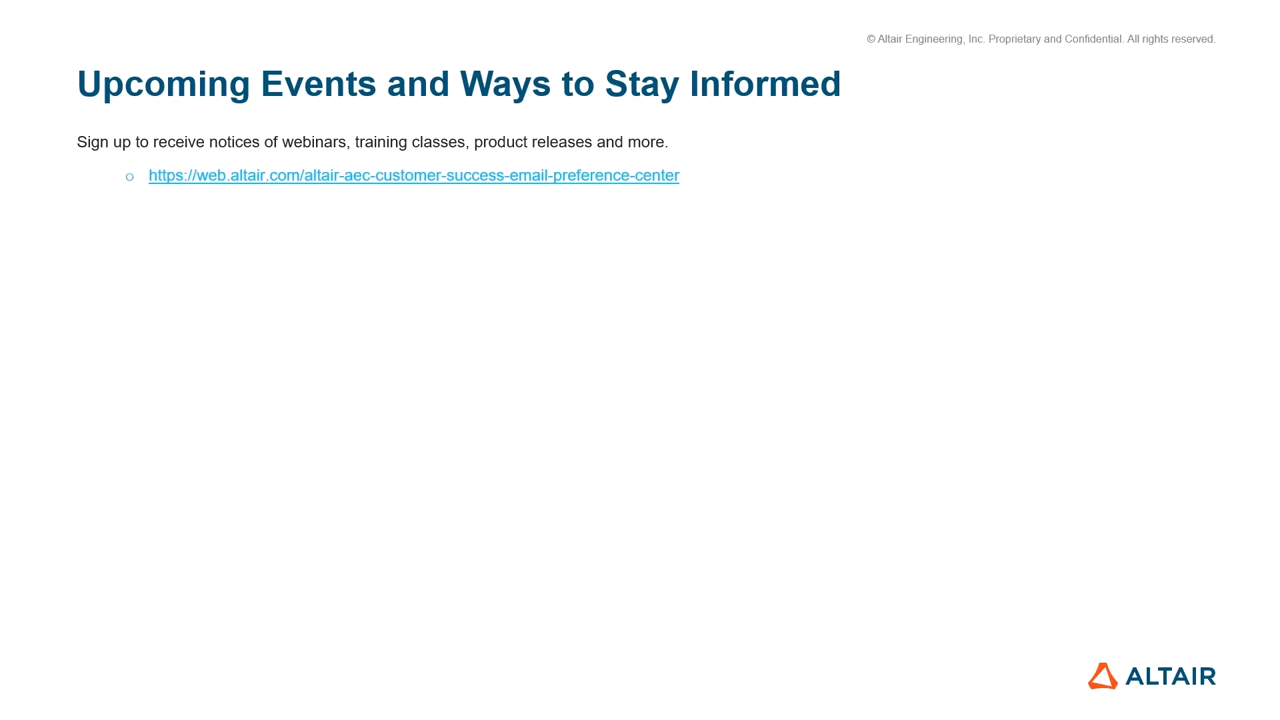 © Altair Engineering, Inc. Proprietary and Confidential. All rights reserved.
Upcoming Events and Ways to Stay Informed
Sign up to receive notices of webinars, training classes, product releases and more.
https://web.altair.com/altair-aec-customer-success-email-preference-center
ALTAIR